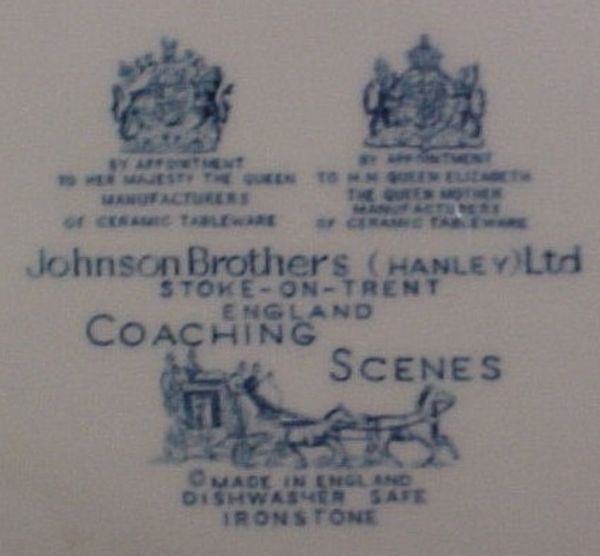 BY APPOINTMENT
TO HER MAJESTY THE QUEEN
MANUFACTURERS
OF CERAMIC TABLEWARE
BY APPOINTMENT
TO H.M. QUEEN ELIZABETH
THE QUEEN MOTHER
MANUFACTURERS
OF CERAMIC TABLEWARE
Johnson Brothers (HANLEY) Ltd
STOKE-ON-TRENT
ENGLAND
COACHING
SCENES
© MADE IN ENGLAND
DISHWASHER SAFE
IRONSTONE